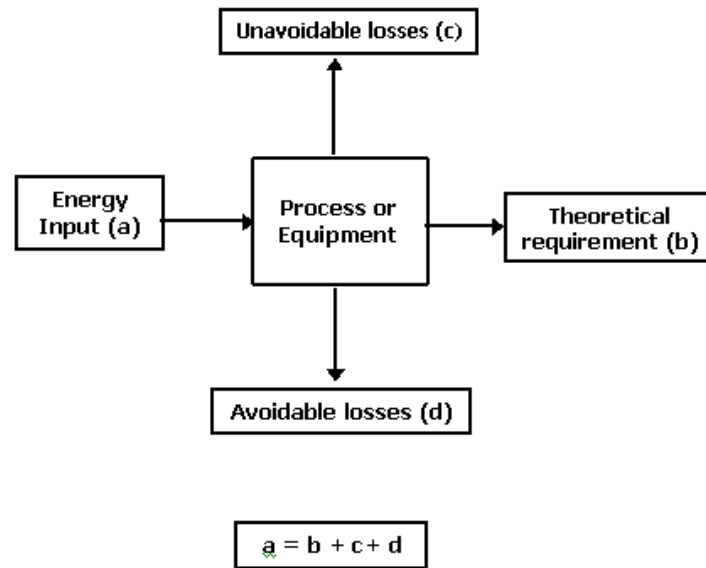 Unavoidable losses (c)
Energy
Input (a)
Process or
Equipment
Theoretical
requirement (b)
Avoidable losses (d)
a = b + c + d